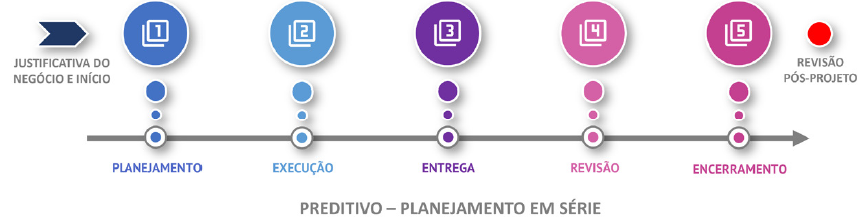 1
2
3
4
5
JUSTIFICATIVA DO
NEGÓCIO E INÍCIO
REVISÃO
PÓS-PROJETO
PLANEJAMENTO
EXECUÇÃO
ENTREGA
REVISÃO
ENCERRAMENTO
PREDITIVO – PLANEJAMENTO EM SÉRIE